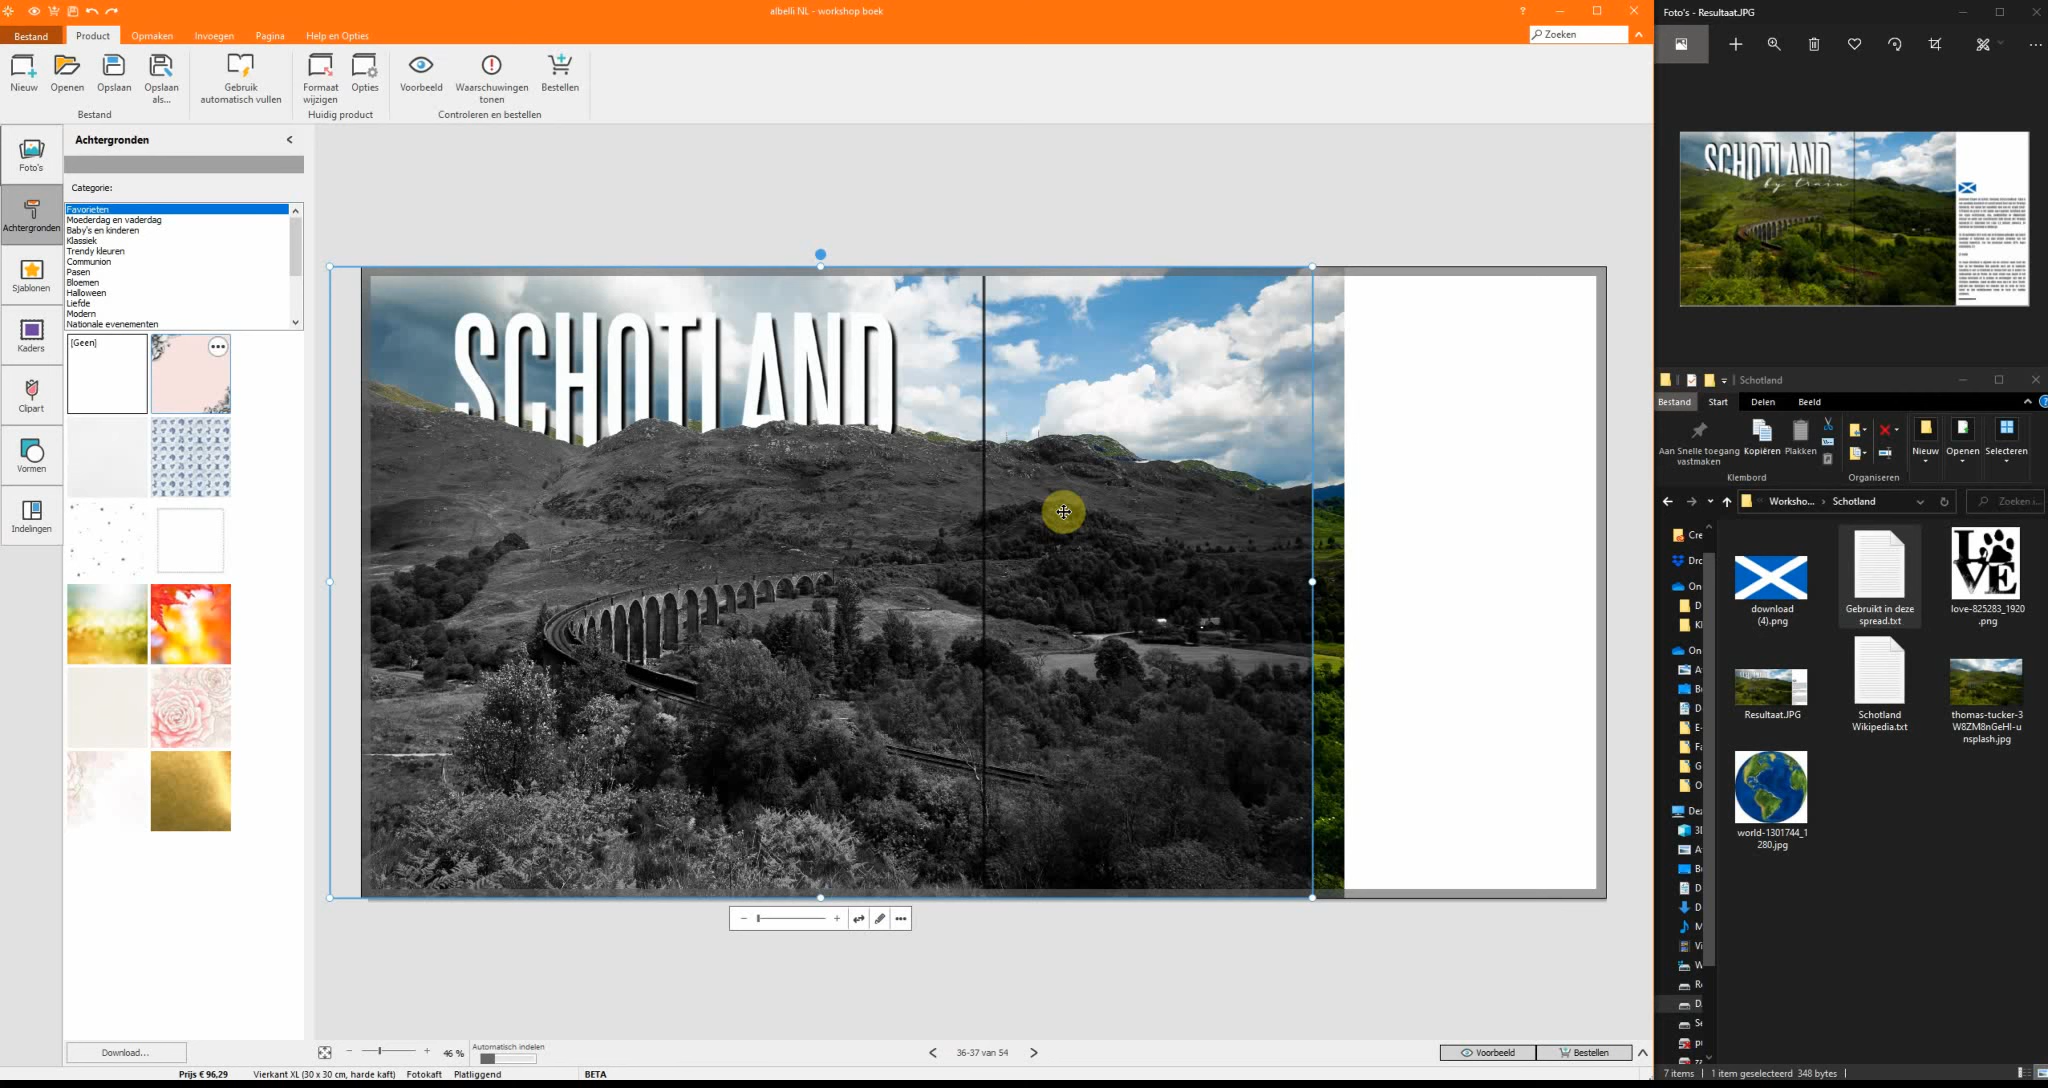 albelli NL - workshop boek
?
Bestand
Product
Opmaken
Invoegen
Pagina
Help en Opties
Zoeken
Nieuw
Openen
Opslaan
Opslaan als...
Gebruik automatisch vullen
Formaat wijzigen
Opties
Voorbeeld
Waarschuwingen tonen
Bestellen
Bestand
Huidig product
Controleren en bestellen
Foto's
Achtergronden
Sjablonen
Kaders
Clipart
Vormen
Indelingen
Achtergronden
Categorie:
Favorieten
Moederdag en vaderdag
Baby's en kinderen
Klassiek
Trendy kleuren
Communion
Pasen
Bloemen
Halloween
Liefde
Modern
Nationale evenementen
[Geen]
Download...
SCHOTLAND
46 %
Automatisch indelen
36-37 van 54
Voorbeeld
Bestellen
Prijs € 96,29
Vierkant XL (30 x 30 cm, harde kaft)
Fotokaft
Platliggend
BETA
Foto's - Resultaat.JPG
SCHOTLAND
by train
Schotland
Bestand
Start
Delen
Beeld
Aan Snelle toegang vastmaken
Kopiëren
Plakken
Nieuw
Openen
Selecteren
Klembord
Organiseren
Worksho...
Schotland
Zoeken i...
download (4).png
Gebruikt in deze spread.txt
LOVE
love-825283_1920 .png
Resultaat.JPG
Schotland Wikipedia.txt
thomas-tucker-3 W8ZM8nGeHI-u nsplash.jpg
world-1301744_1 280.jpg
7 items
1 item geselecteerd 348 bytes